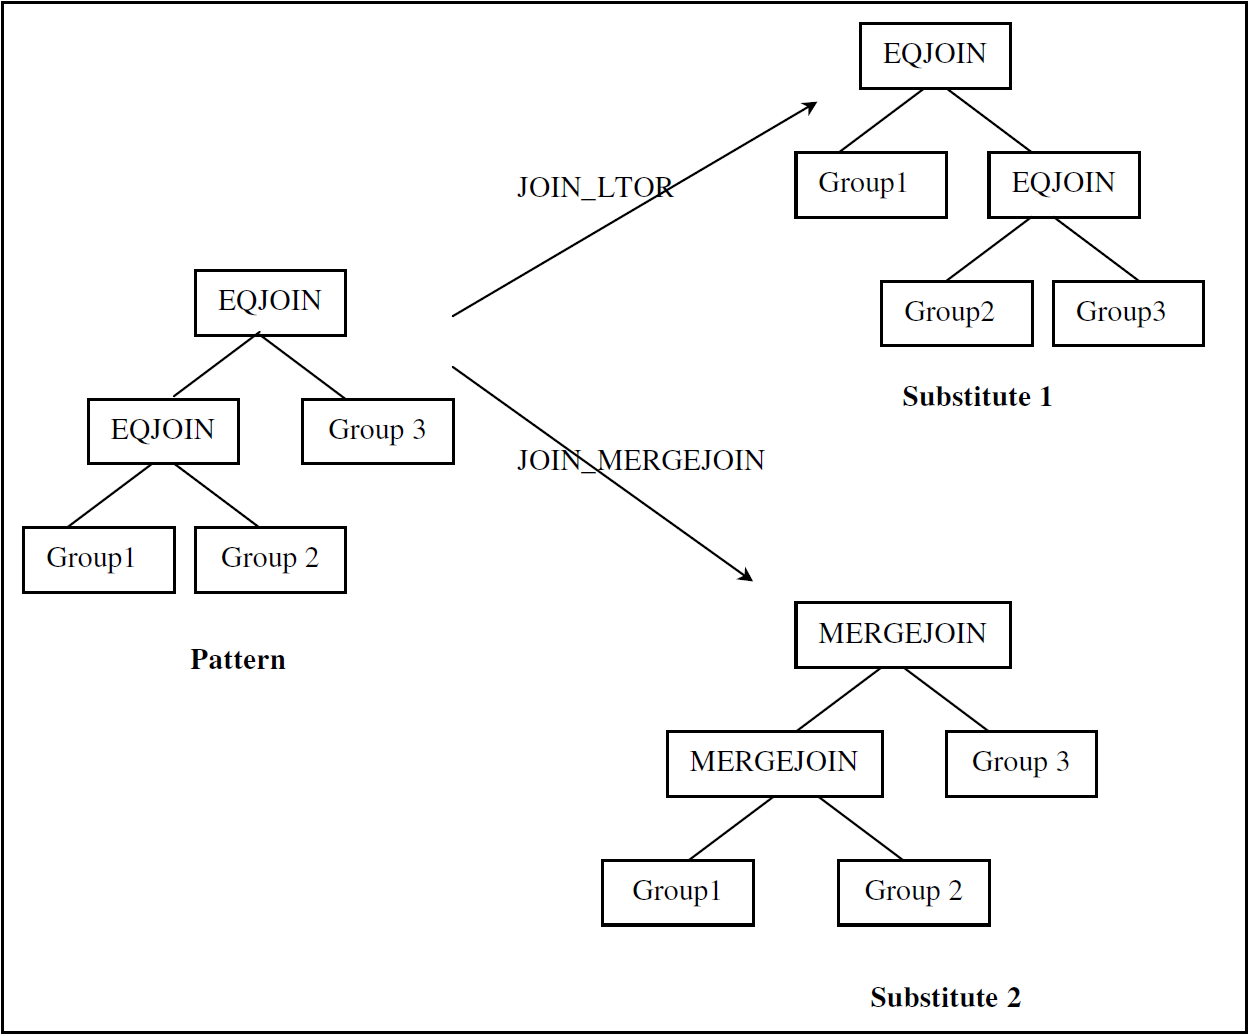 EQJOIN
Group1
EQJOIN
Group2
Group3
Substitute 1
JOIN_LTOR
EQJOIN
EQJOIN
Group 3
Group1
Group 2
Pattern
JOIN_MERGEJOIN
MERGEJOIN
MERGEJOIN
Group 3
Group1
Group 2
Substitute 2